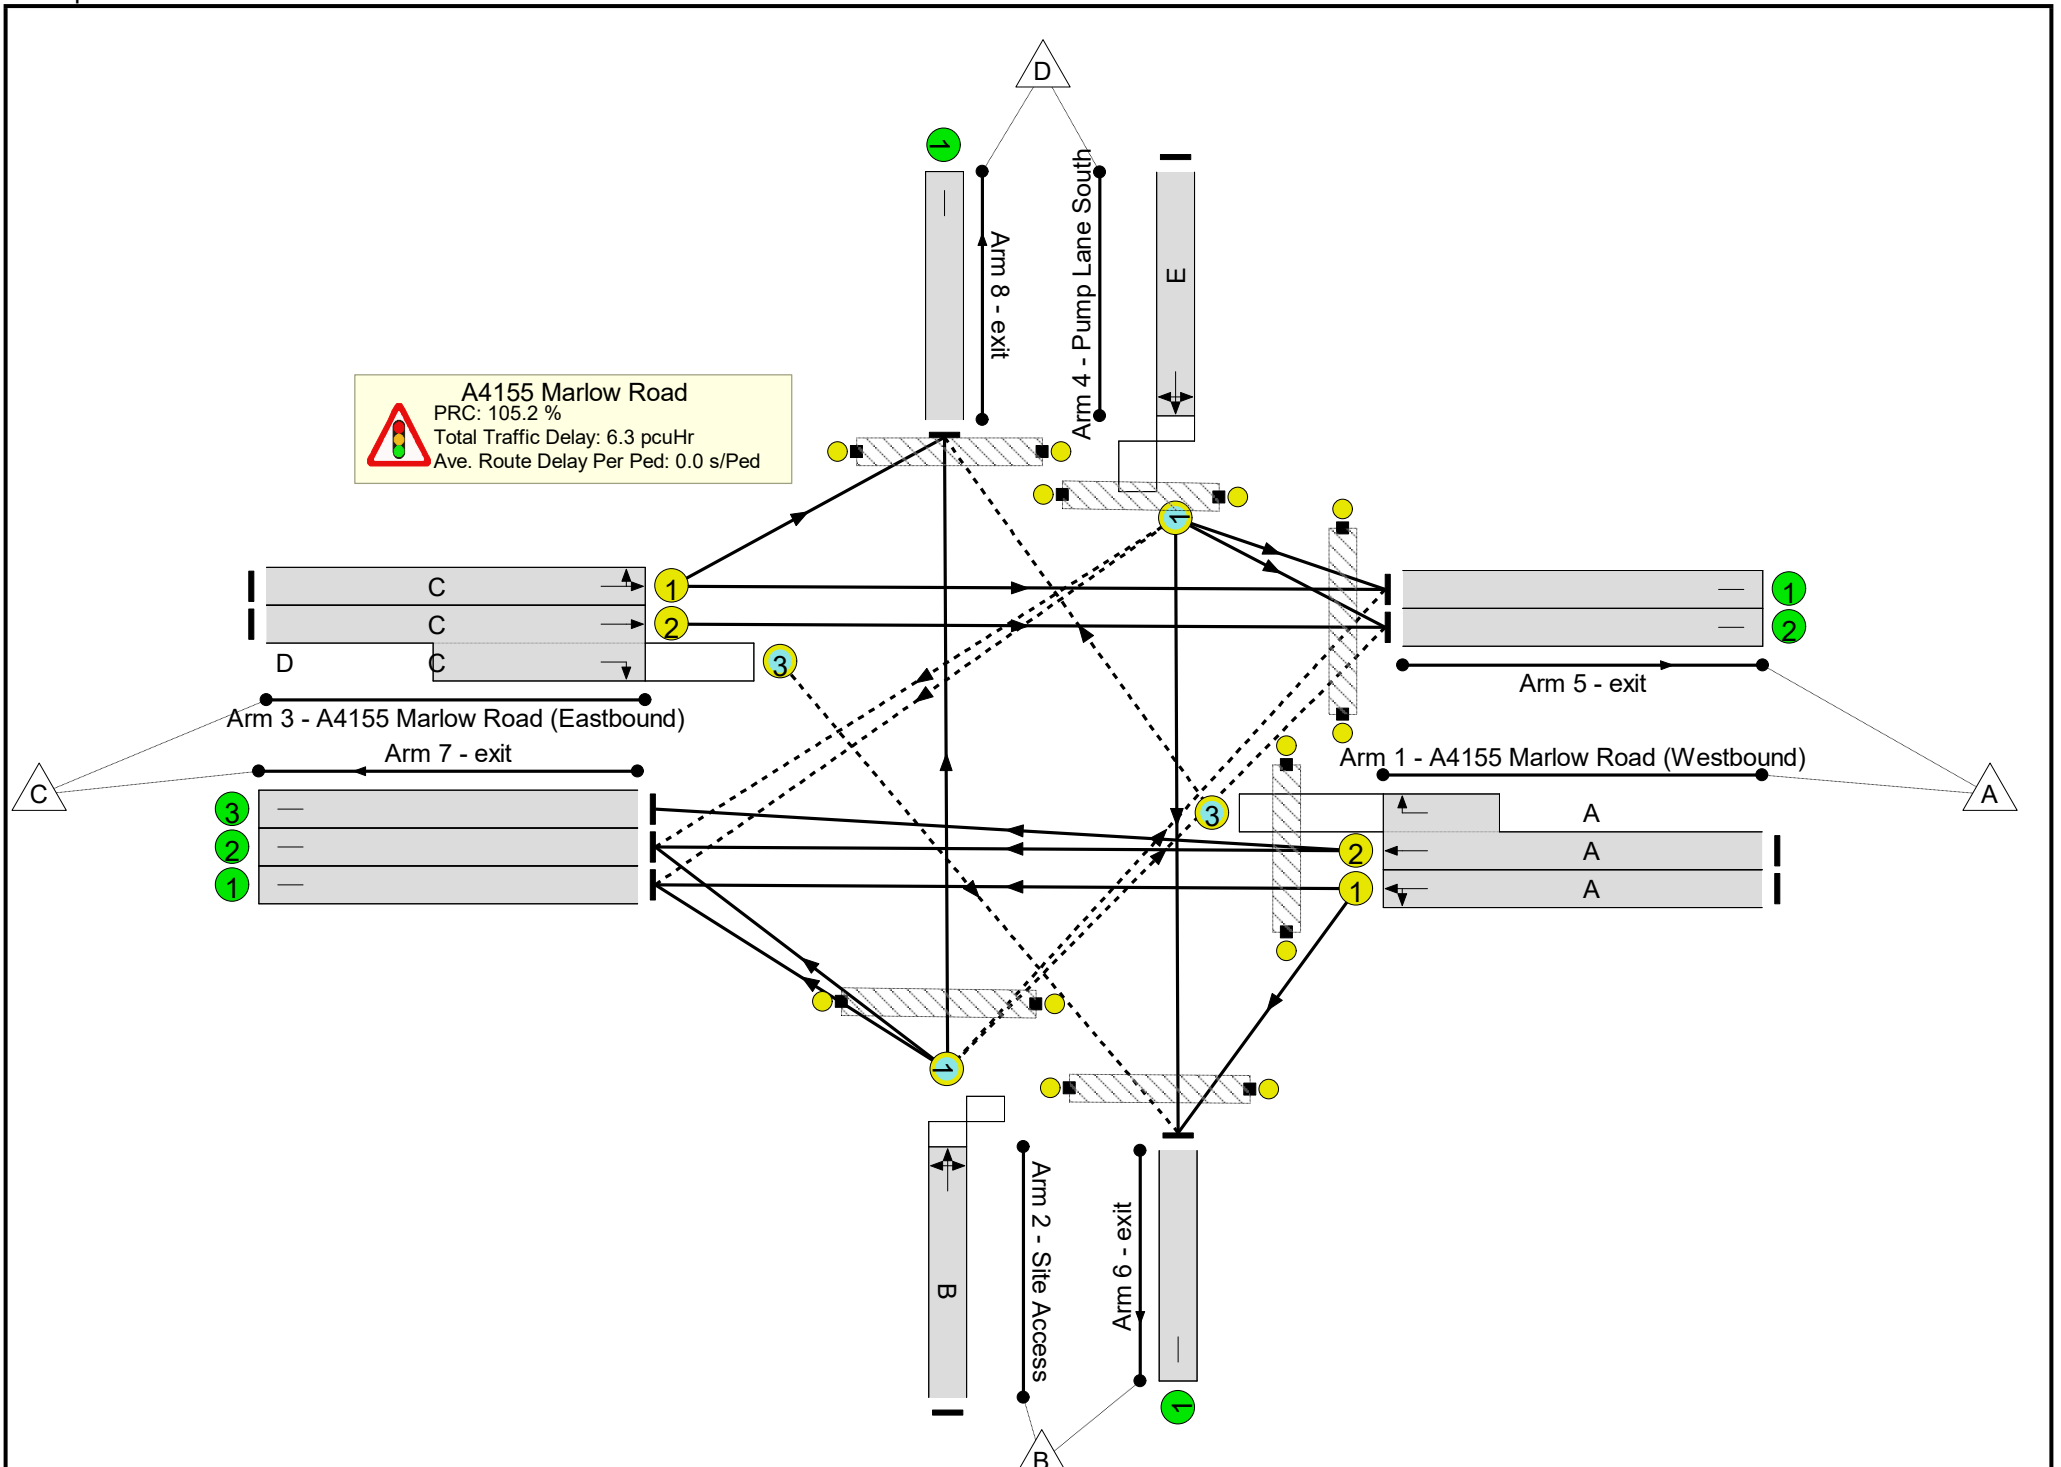 D
1
Arm 8 - exit
Arm 4 - Pump Lane South
E
A4155 Marlow Road
PRC: 105.2 %
Total Traffic Delay: 6.3 pcuHr
Ave. Route Delay Per Ped: 0.0 s/Ped
1
C
1
1
C
2
2
D
C
3
Arm 5 - exit
Arm 3 - A4155 Marlow Road (Eastbound)
Arm 7 - exit
Arm 1 - A4155 Marlow Road (Westbound)
C
A
3
3
A
2
2
A
1
1
A
1
Arm 2 - Site Access
Arm 6 - exit
B
1
B